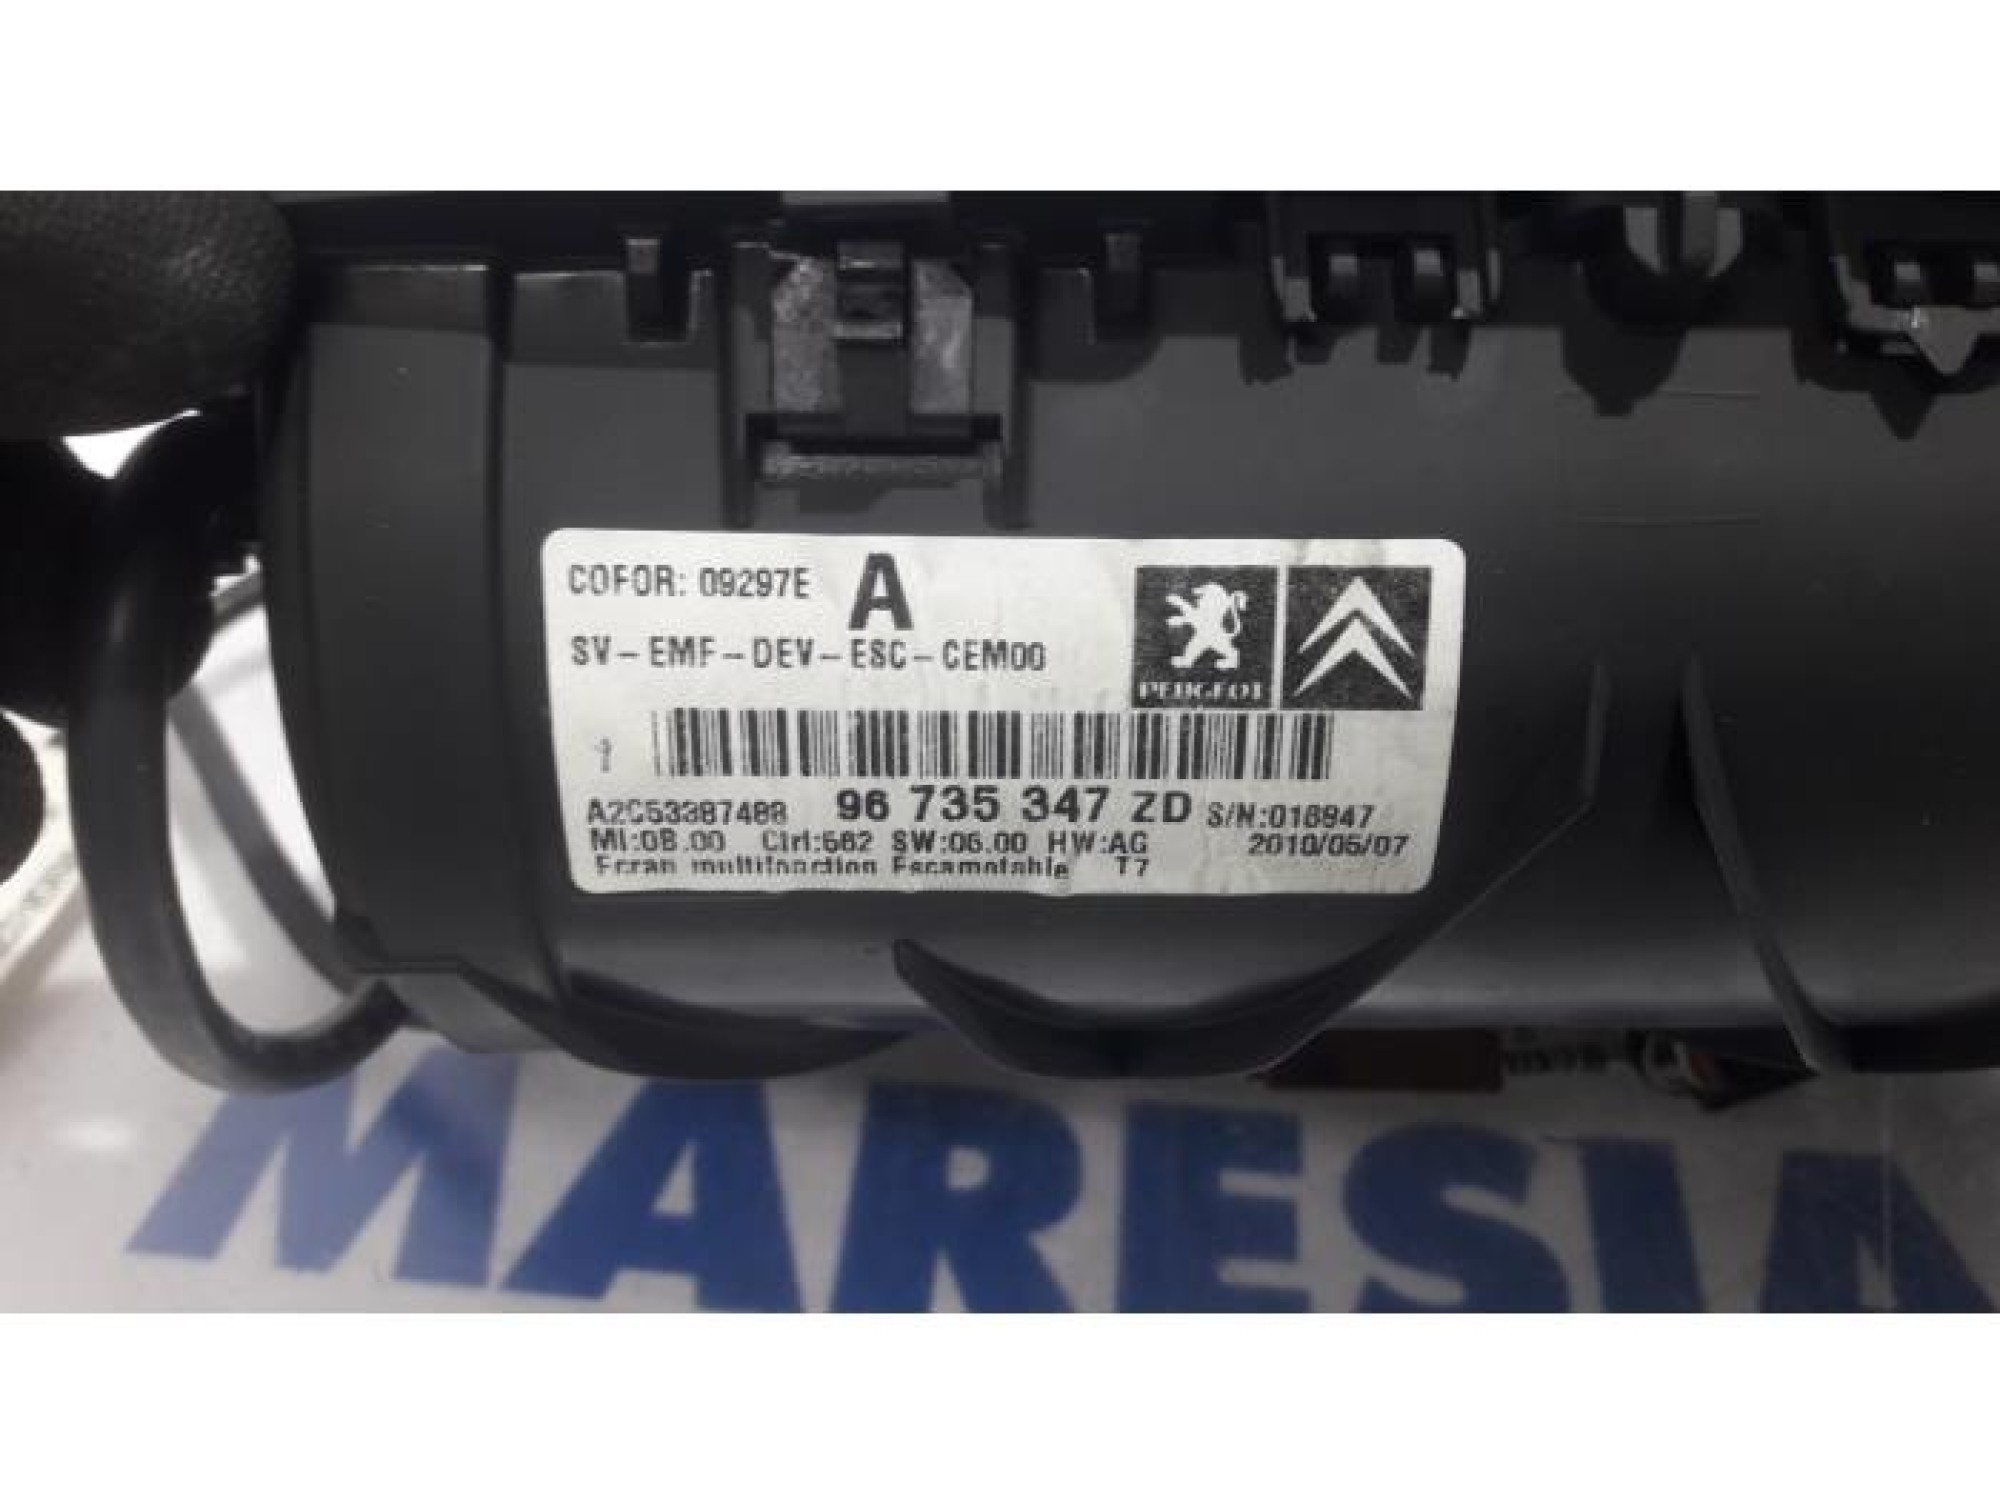 COFOR: 09297E A
SV-EMF-DEV-ESC-CEM00
PEUGEOT
A2C53387488 96 735 347 ZD S/N:018947
MI:08.00 Ctrl:562 SW:06.00 HW:AG 2010/05/07
Ecran multifonction Escamotable T7
MARESIA